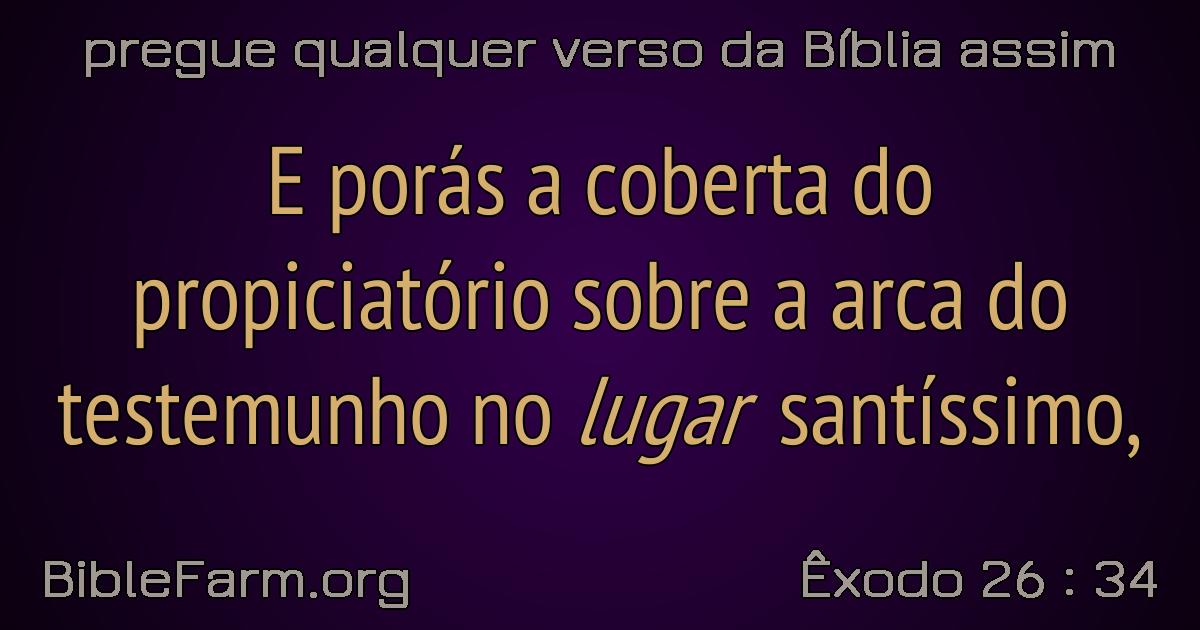 pregue qualquer verso da Bíblia assim
E porás a coberta do
propiciatório sobre a arca do
testemunho no lugar santíssimo,
BibleFarm.org
Êxodo 26 : 34